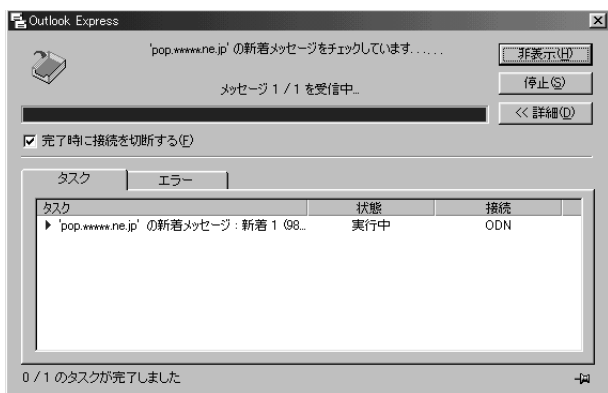 Outlook Express
'pop.*****.ne.jp' の新着メッセージをチェックしています......
非表示(H)
メッセージ 1 / 1 を受信中...
停止(S)
<< 詳細(D)
完了時に接続を切断する(F)
タスク エラー
タスク 状態 接続
'pop.*****.ne.jp' の新着メッセージ : 新着 1 (98... 実行中 ODN
0 / 1 のタスクが完了しました